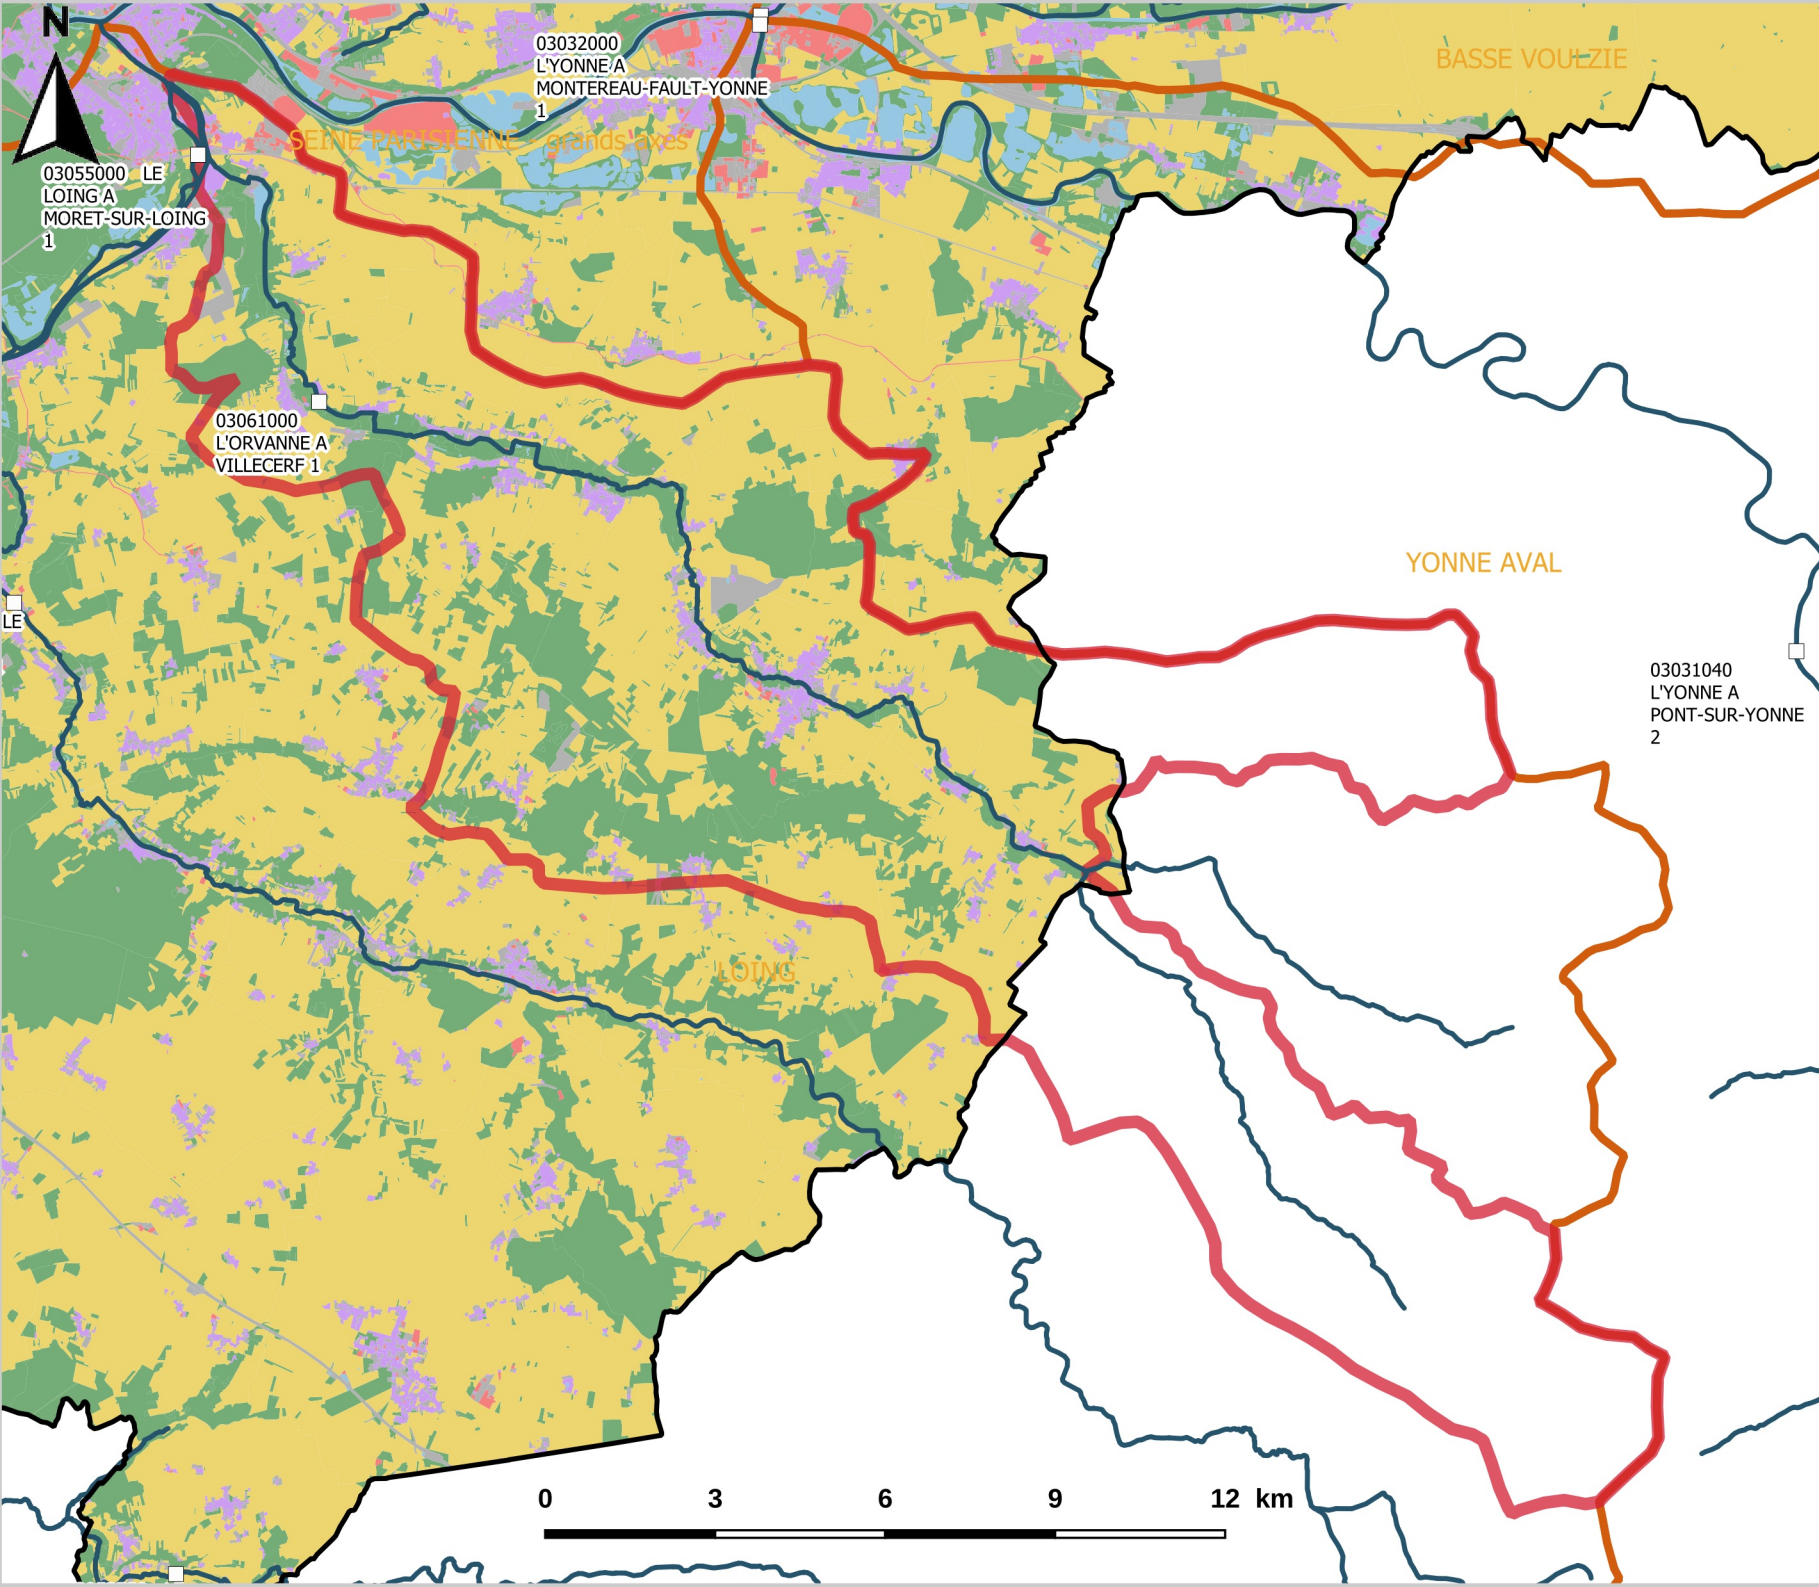 N
03032000
L'YONNE A
MONTEREAU-FAULT-YONNE
1
BASSE VOULZIE
SEINE PARISIENNE - grands axes
03055000 LE
LOING A
MORET-SUR-LOING
1
03061000
L'ORVANNE A
VILLECERF 1
YONNE AVAL
LE
03031040
L'YONNE A
PONT-SUR-YONNE
2
LOING
0 3 6 9 12 km